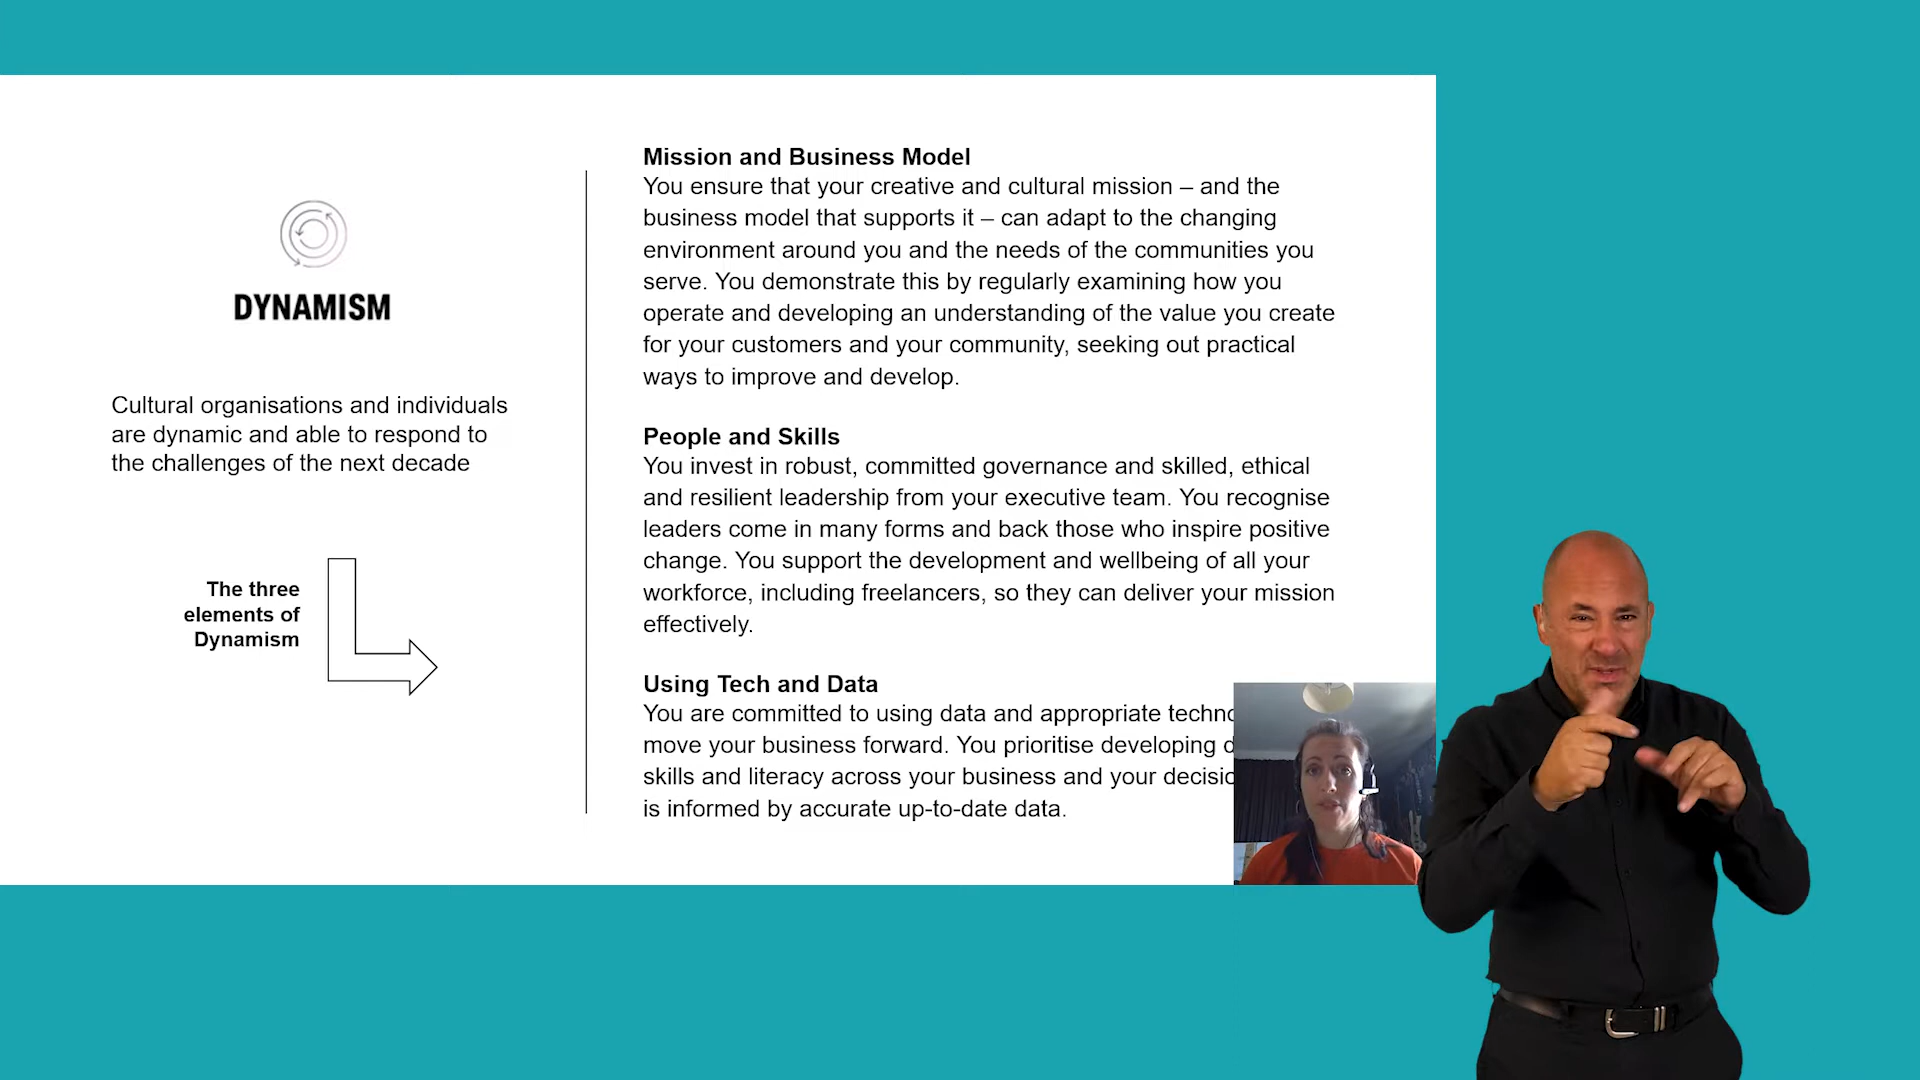 DYNAMISM
Cultural organisations and individuals
are dynamic and able to respond to
the challenges of the next decade
The three
elements of
Dynamism
Mission and Business Model
You ensure that your creative and cultural mission – and the
business model that supports it – can adapt to the changing
environment around you and the needs of the communities you
serve. You demonstrate this by regularly examining how you
operate and developing an understanding of the value you create
for your customers and your community, seeking out practical
ways to improve and develop.
People and Skills
You invest in robust, committed governance and skilled, ethical
and resilient leadership from your executive team. You recognise
leaders come in many forms and back those who inspire positive
change. You support the development and wellbeing of all your
workforce, including freelancers, so they can deliver your mission
effectively.
Using Tech and Data
You are committed to using data and appropriate
move your business forward. You prioritise developing
skills and literacy across your business and your
is informed by accurate up-to-date data.